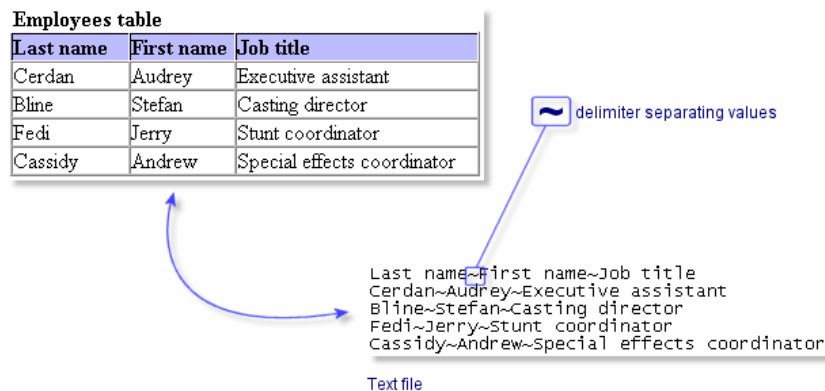 Employees table
Last name First name Job title
Cerdan Audrey Executive assistant
Bline Stefan Casting director
Fedi Jerry Stunt coordinator
Cassidy Andrew Special effects coordinator
~ delimiter separating values
Last name~First name~Job title
Cerdan~Audrey~Executive assistant
Bline~Stefan~Casting director
Fedi~Jerry~Stunt coordinator
Cassidy~Andrew~Special effects coordinator
Text file